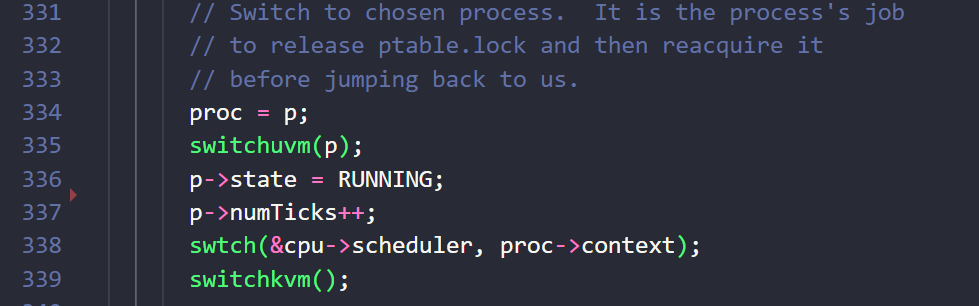 331 // Switch to chosen process.  It is the process's job
332 // to release ptable.lock and then reacquire it
333 // before jumping back to us.
334 proc = p;
335 switchuvm(p);
336 p->state = RUNNING;
337 p->numTicks++;
338 swtch(&cpu->scheduler, proc->context);
339 switchkvm();